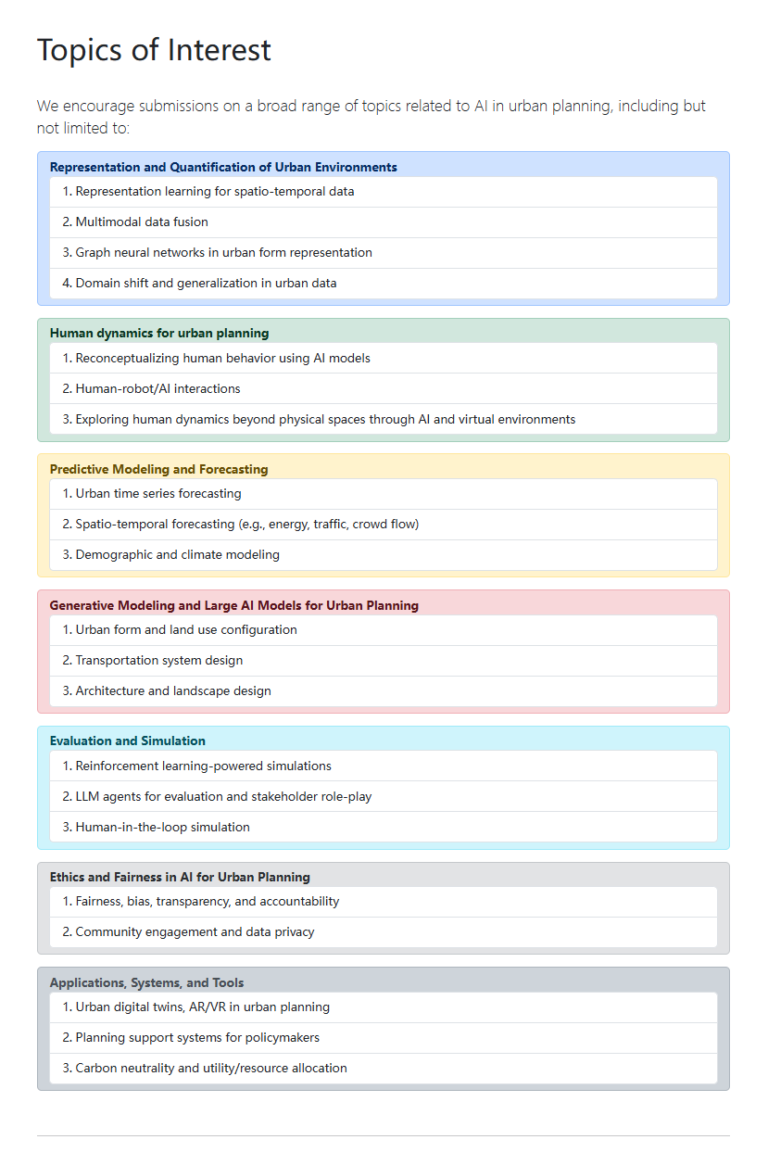 Topics of Interest
We encourage submissions on a broad range of topics related to AI in urban planning, including but
not limited to:
Representation and Quantification of Urban Environments
1. Representation learning for spatio-temporal data
2. Multimodal data fusion
3. Graph neural networks in urban form representation
4. Domain shift and generalization in urban data
Human dynamics for urban planning
1. Reconceptualizing human behavior using AI models
2. Human-robot/AI interactions
3. Exploring human dynamics beyond physical spaces through AI and virtual environments
Predictive Modeling and Forecasting
1. Urban time series forecasting
2. Spatio-temporal forecasting (e.g., energy, traffic, crowd flow)
3. Demographic and climate modeling
Generative Modeling and Large AI Models for Urban Planning
1. Urban form and land use configuration
2. Transportation system design
3. Architecture and landscape design
Evaluation and Simulation
1. Reinforcement learning-powered simulations
2. LLM agents for evaluation and stakeholder role-play
3. Human-in-the-loop simulation
Ethics and Fairness in AI for Urban Planning
1. Fairness, bias, transparency, and accountability
2. Community engagement and data privacy
Applications, Systems, and Tools
1. Urban digital twins, AR/VR in urban planning
2. Planning support systems for policymakers
3. Carbon neutrality and utility/resource allocation